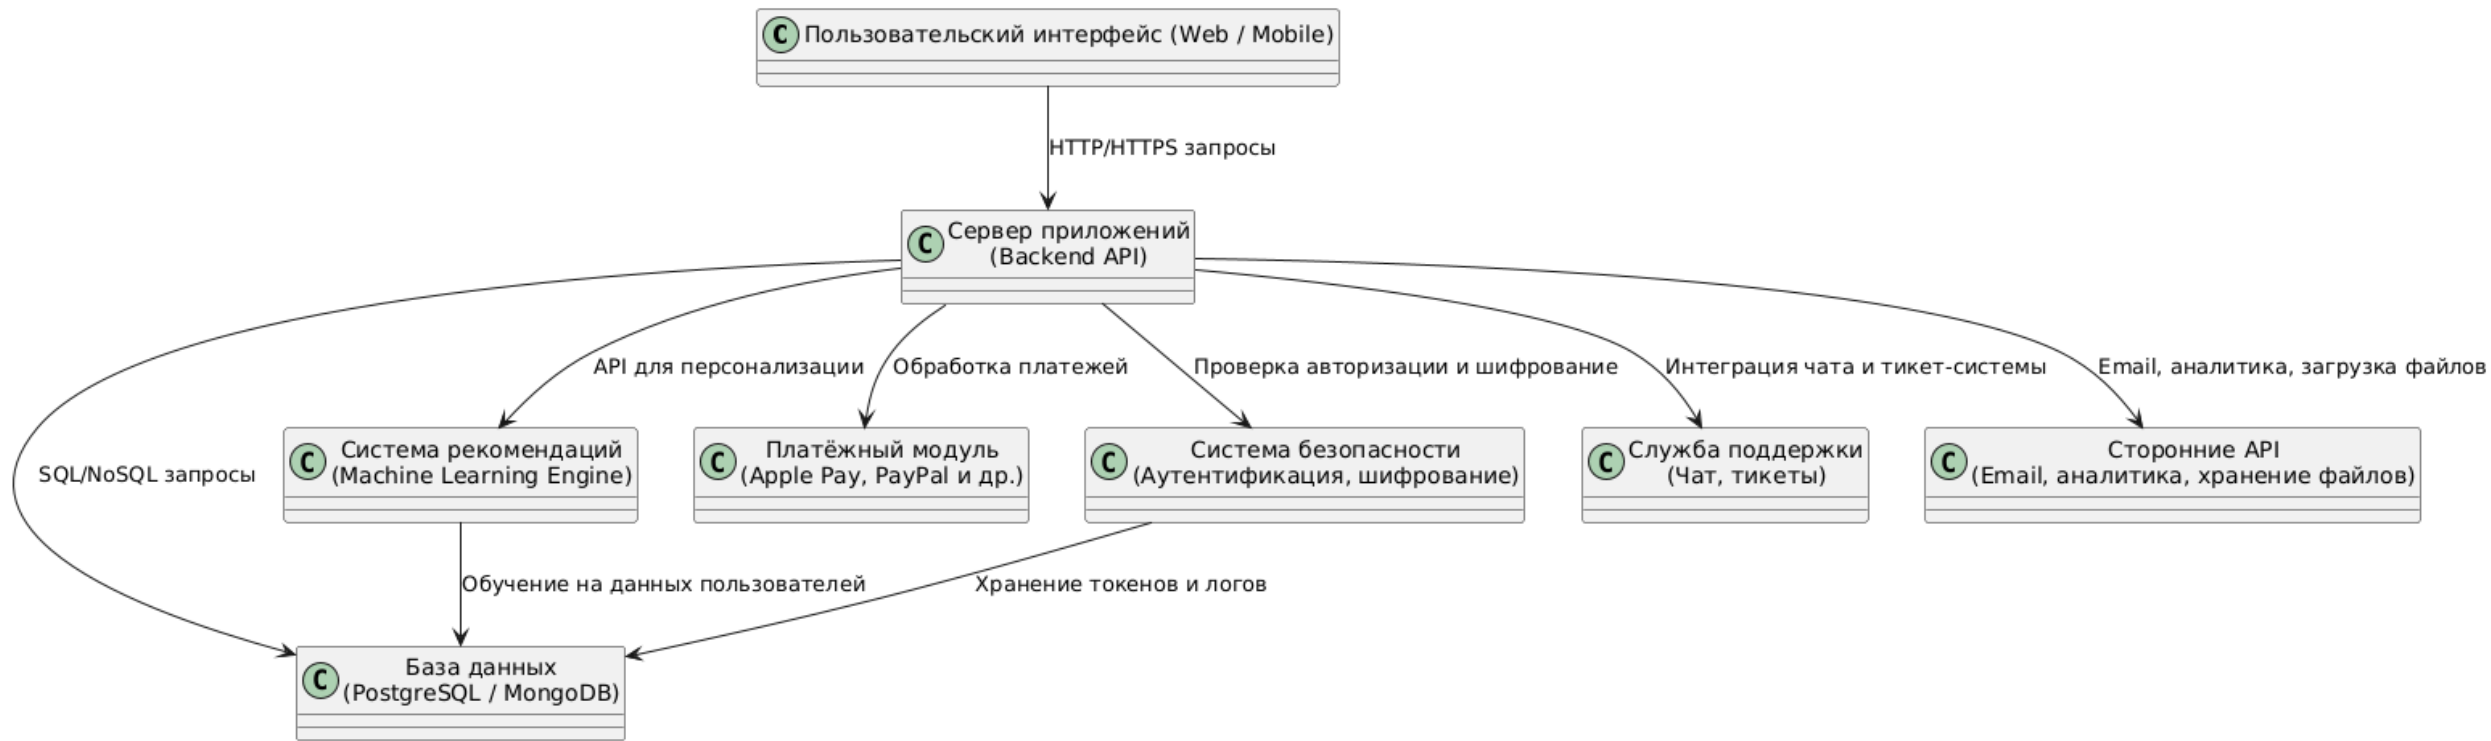 C Пользовательский интерфейс (Web / Mobile)
HTTP/HTTPS запросы
C Сервер приложений
(Backend API)
API для персонализации
Обработка платежей
Проверка авторизации и шифрование
Интеграция чата и тикет-системы
Email, аналитика, загрузка файлов
SQL/NoSQL запросы
C Система рекомендаций
(Machine Learning Engine)
C Платёжный модуль
(Apple Pay, PayPal и др.)
C Система безопасности
(Аутентификация, шифрование)
C Служба поддержки
(Чат, тикеты)
C Сторонние API
(Email, аналитика, хранение файлов)
Обучение на данных пользователей
Хранение токенов и логов
C База данных
(PostgreSQL / MongoDB)